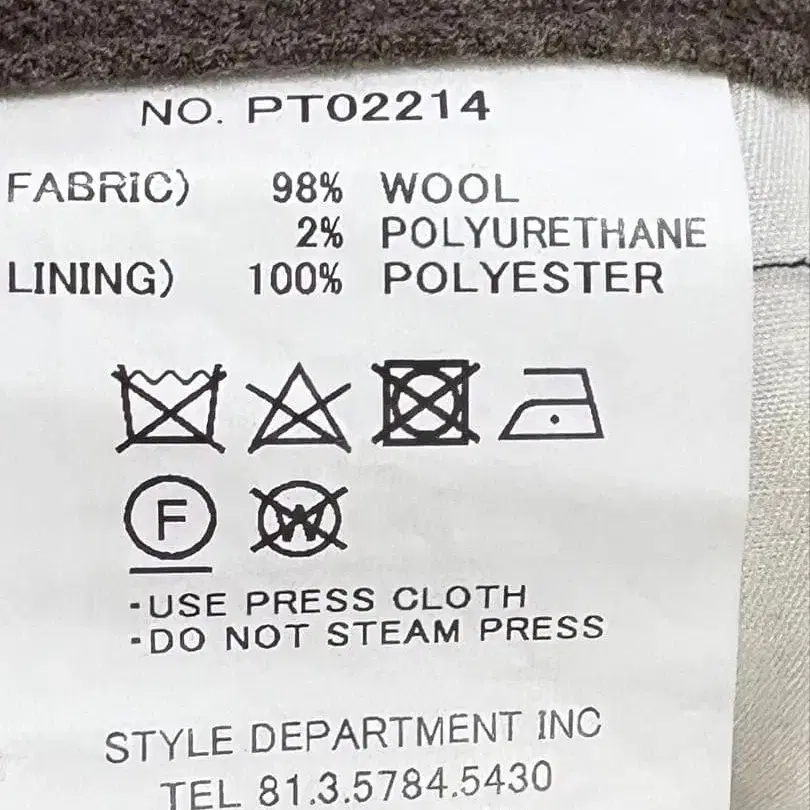 NO. PT02214
FABRIC) 98% WOOL
2% POLYURETHANE
LINING) 100% POLYESTER
F W
-USE PRESS CLOTH
-DO NOT STEAM PRESS
STYLE DEPARTMENT INC
TEL 81.3.5784.5430